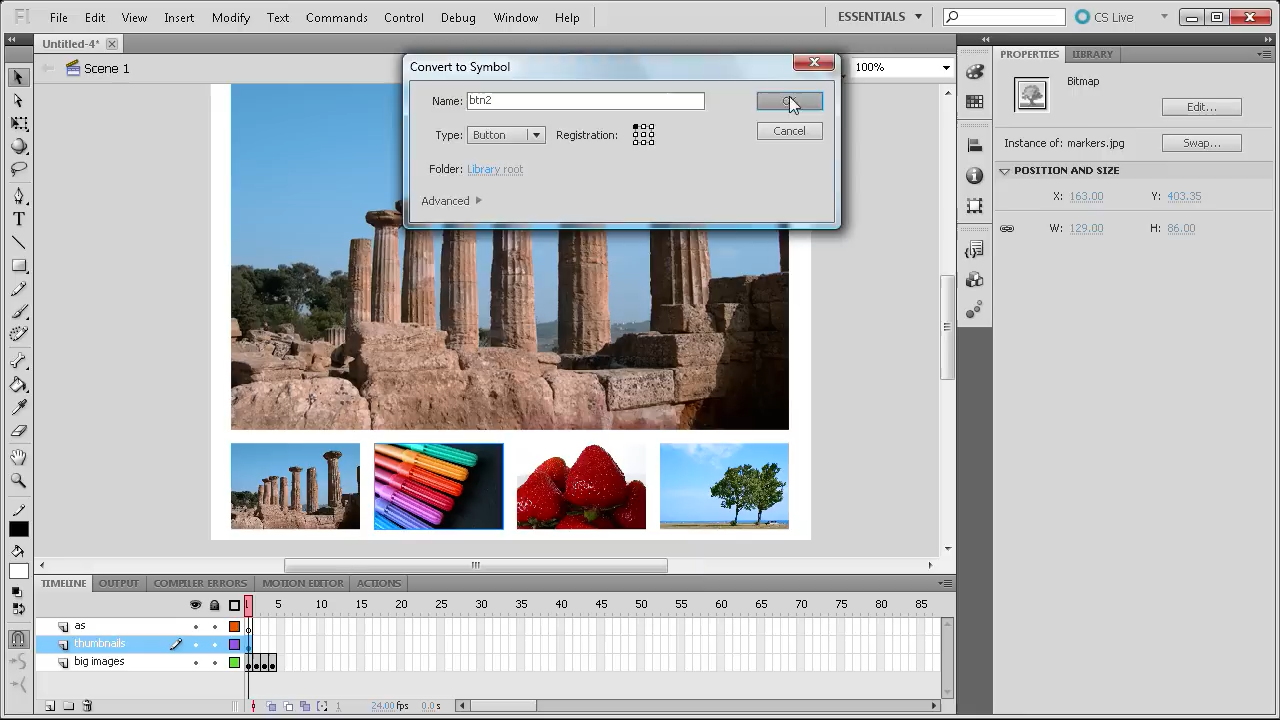 Fl File Edit View Insert Modify Text Commands Control Debug Window Help ESSENTIALS CS Live
Untitled-4*
Scene 1
100%
Convert to Symbol
Name: btn2
Type: Button Registration:
Cancel
Folder: Library root
Advanced
PROPERTIES LIBRARY
Bitmap
Edit...
Instance of: markers.jpg Swap...
POSITION AND SIZE
X: 163.00 Y: 403.35
W: 129.00 H: 86.00
T
TIMELINE OUTPUT COMPILER ERRORS MOTION EDITOR ACTIONS
1 5 10 15 20 25 30 35 40 45 50 55 60 65 70 75 80 85
as
thumbnails
big images
1 24.00fps 0.0s